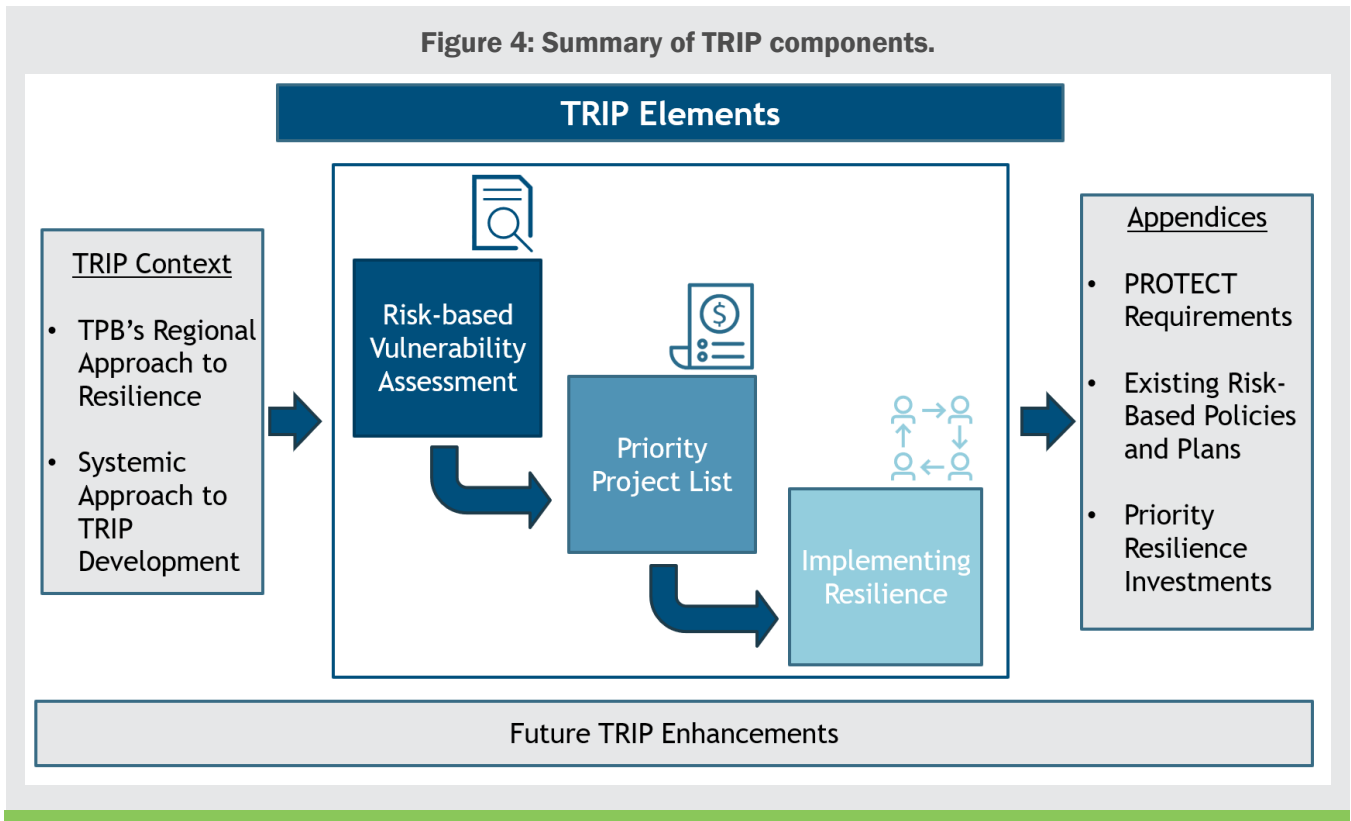 Figure 4: Summary of TRIP components.
TRIP Elements
TRIP Context
• TPB’s Regional
Approach to
Resilience
• Systemic
Approach to
TRIP
Development
Risk-based
Vulnerability
Assessment
$
Priority
Project List
Implementing
Resilience
Appendices
• PROTECT
Requirements
• Existing Risk-
Based Policies
and Plans
• Priority
Resilience
Investments
Future TRIP Enhancements